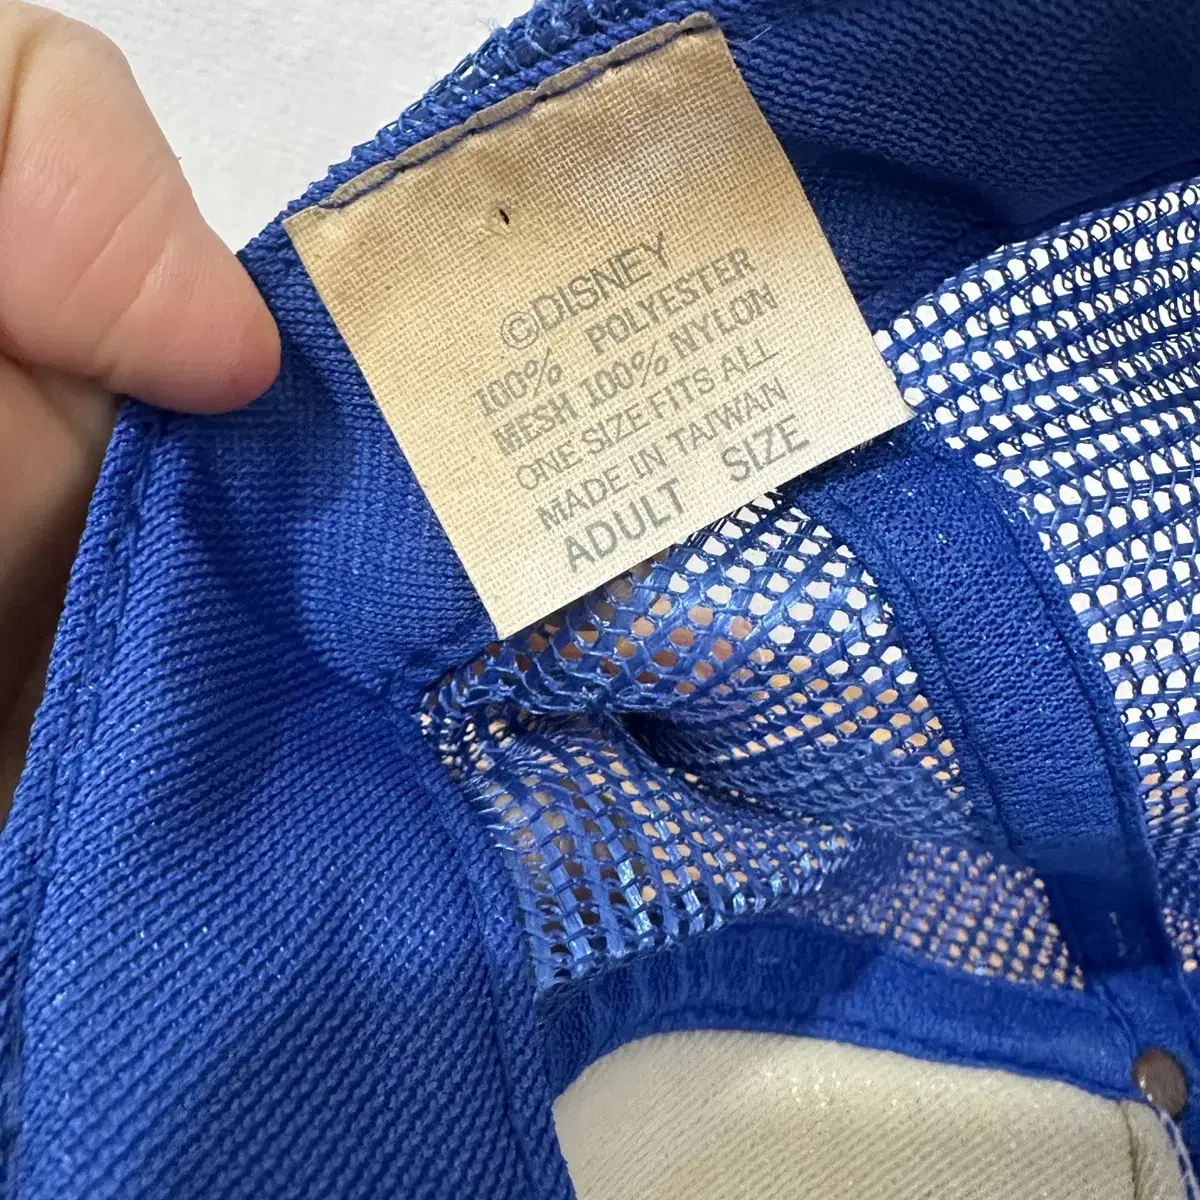 ©DISNEY
100% POLYESTER
MESH 100% NYLON
ONE SIZE FITS ALL
MADE IN TAIWAN
ADULT SIZE